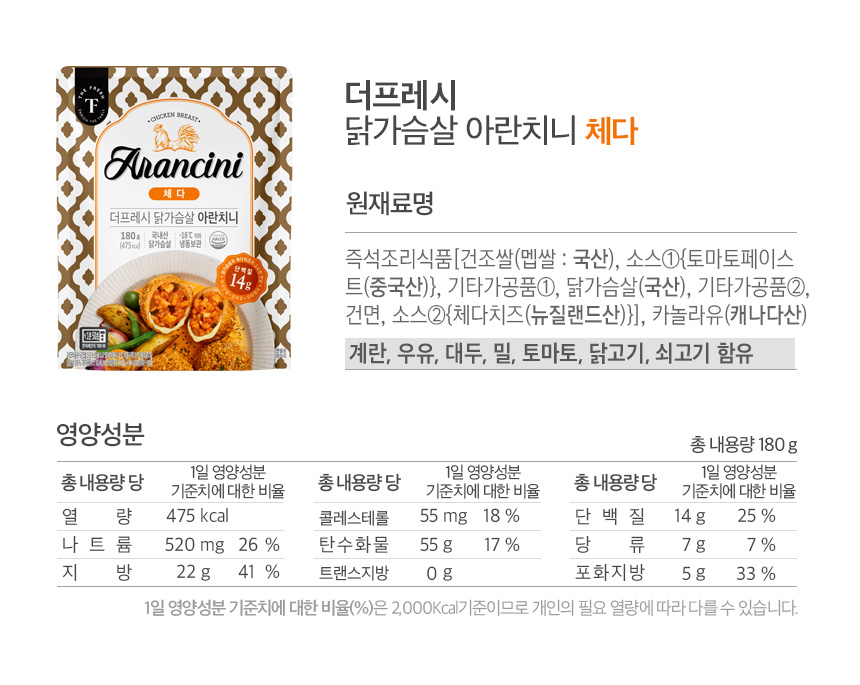 THE FRESH
T
·CHICKEN BREAST·
Arancini
체다
더프레시 닭가슴살 아란치니
180g (475kcal)
국내산 닭가슴살
-18℃ 이하 냉동보관
단백질
14g
더프레시
닭가슴살 아란치니 체다
원재료명
즉석조리식품[건조쌀(멥쌀 : 국산), 소스①{토마토페이스
트(중국산)}, 기타가공품①, 닭가슴살(국산), 기타가공품②,
건면, 소스②{체다치즈(뉴질랜드산)}], 카놀라유(캐나다산)
계란, 우유, 대두, 밀, 토마토, 닭고기, 쇠고기 함유
영양성분
총 내용량 180 g
총 내용량 당 1일 영양성분 기준치에 대한 비율 총 내용량 당 1일 영양성분 기준치에 대한 비율 총 내용량 당 1일 영양성분 기준치에 대한 비율
열 량 475 kcal 콜레스테롤 55 mg 18 % 단 백 질 14 g 25 %
나 트 륨 520 mg 26 % 탄수화물 55 g 17 % 당 류 7 g 7 %
지 방 22 g 41 % 트랜스지방 0 g 포화지방 5 g 33 %
1일 영양성분 기준치에 대한 비율(%)은 2,000Kcal기준이므로 개인의 필요 열량에 따라 다를 수 있습니다.